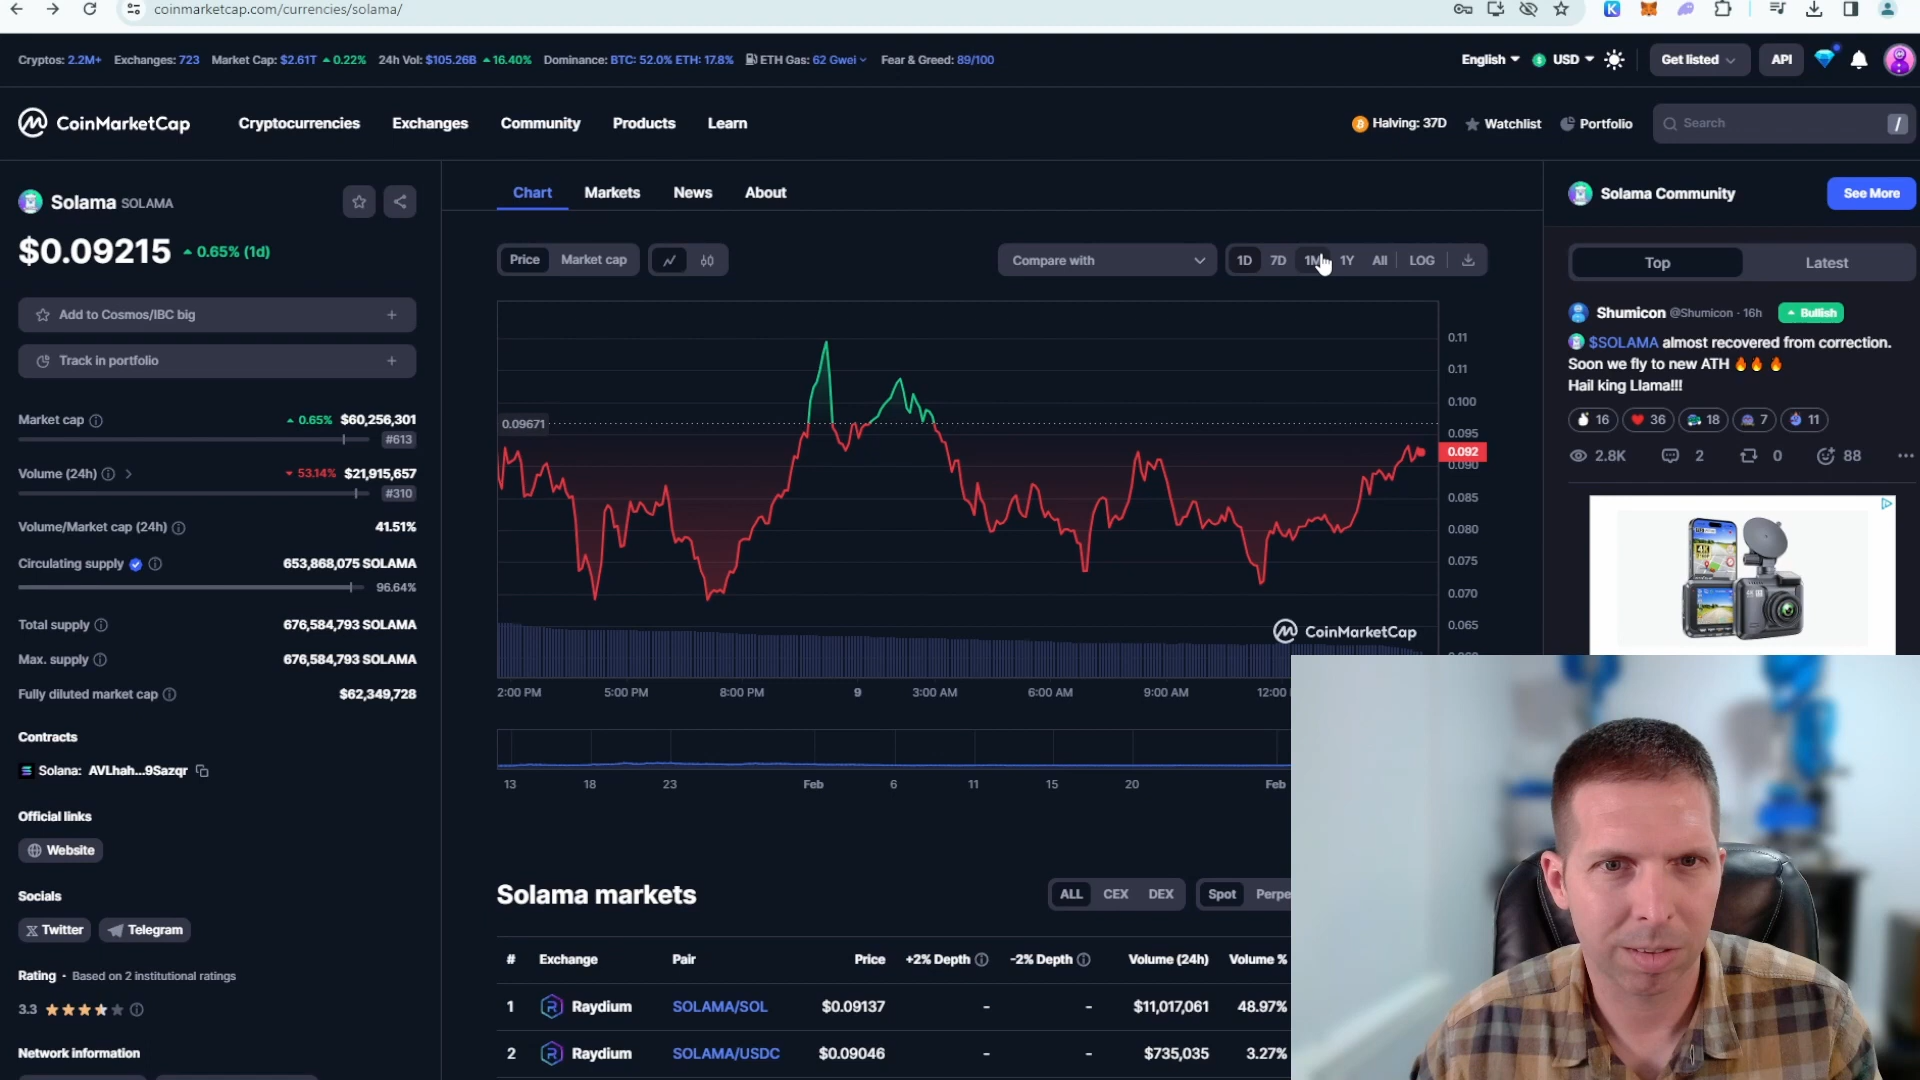 coinmarketcap.com/currencies/solama/
Cryptos: 2.2M+ Exchanges: 723 Market Cap: $2.61T 0.22% 24h Vol: $105.26B 16.40% Dominance: BTC: 52.0% ETH: 17.8% ETH Gas: 62 Gwei Fear & Greed: 89/100
English USD Get listed API
CoinMarketCap Cryptocurrencies Exchanges Community Products Learn
Halving: 37D Watchlist Portfolio Search /
Solama SOLAMA
$0.09215 0.65% (1d)
Add to Cosmos/IBC big +
Track in portfolio +
Market cap 0.65% $60,256,301
#613
Volume (24h) > 53.14% $21,915,657
#310
Volume/Market cap (24h) 41.51%
Circulating supply 653,868,075 SOLAMA
96.64%
Total supply 676,584,793 SOLAMA
Max. supply 676,584,793 SOLAMA
Fully diluted market cap $62,349,728
Contracts
Solana: AVLhah...9Sazqr
Official links
Website
Socials
Twitter Telegram
Rating · Based on 2 institutional ratings
3.3
Network information
Chart Markets News About
Price Market cap
Compare with 1D 7D 1M 1Y All LOG
0.11
0.11
0.100
0.09671
0.095
0.092
0.090
0.085
0.080
0.075
0.070
0.065
CoinMarketCap
2:00 PM 5:00 PM 8:00 PM 9 3:00 AM 6:00 AM 9:00 AM 12:00
13 18 23 Feb 6 11 15 20 Feb
Solama markets
ALL CEX DEX Spot Perpe
# Exchange Pair Price +2% Depth -2% Depth Volume (24h) Volume %
1 Raydium SOLAMA/SOL $0.09137 - - $11,017,061 48.97%
2 Raydium SOLAMA/USDC $0.09046 - - $735,035 3.27%
Solama Community See More
Top Latest
Shumicon @Shumicon · 16h Bullish
$SOLAMA almost recovered from correction.
Soon we fly to new ATH 🔥🔥🔥
Hail king Llama!!!
16 36 18 7 11
2.8K 2 0 88